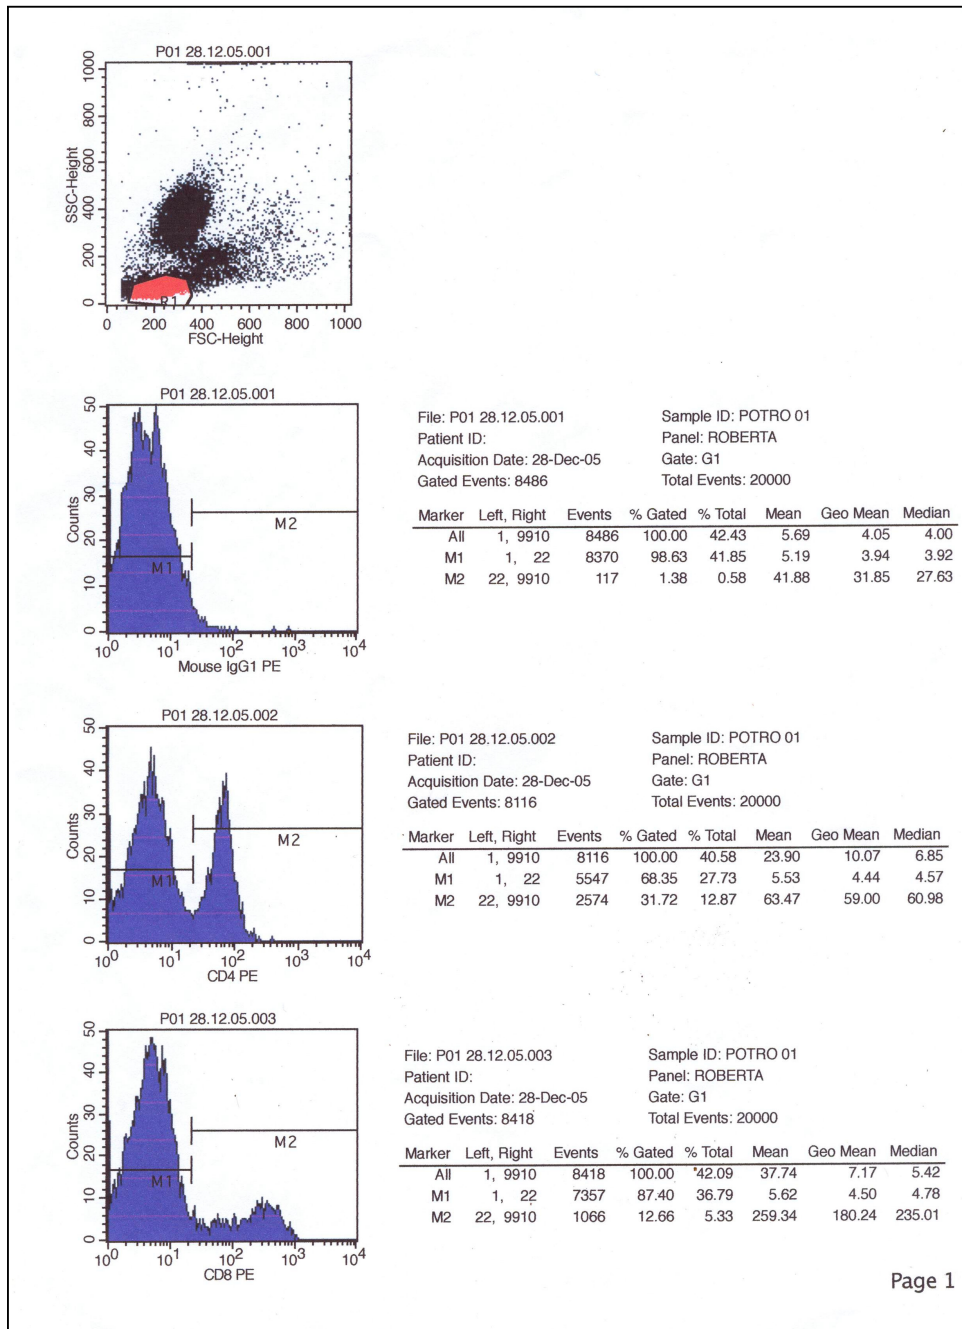 P01 28.12.05.001
SSC-Height
1000
800
600
400
200
0
R1
0 200 400 600 800 1000
FSC-Height
P01 28.12.05.001
Counts
50
40
30
20
10
0
M1
M2
10^0 10^1 10^2 10^3 10^4
Mouse IgG1 PE
File: P01 28.12.05.001 Sample ID: POTRO 01
Patient ID: Panel: ROBERTA
Acquisition Date: 28-Dec-05 Gate: G1
Gated Events: 8486 Total Events: 20000
Marker Left, Right Events % Gated % Total Mean Geo Mean Median
All 1, 9910 8486 100.00 42.43 5.69 4.05 4.00
M1 1, 22 8370 98.63 41.85 5.19 3.94 3.92
M2 22, 9910 117 1.38 0.58 41.88 31.85 27.63
P01 28.12.05.002
Counts
50
40
30
20
10
0
M1
M2
10^0 10^1 10^2 10^3 10^4
CD4 PE
File: P01 28.12.05.002 Sample ID: POTRO 01
Patient ID: Panel: ROBERTA
Acquisition Date: 28-Dec-05 Gate: G1
Gated Events: 8116 Total Events: 20000
Marker Left, Right Events % Gated % Total Mean Geo Mean Median
All 1, 9910 8116 100.00 40.58 23.90 10.07 6.85
M1 1, 22 5547 68.35 27.73 5.53 4.44 4.57
M2 22, 9910 2574 31.72 12.87 63.47 59.00 60.98
P01 28.12.05.003
Counts
50
40
30
20
10
0
M1
M2
10^0 10^1 10^2 10^3 10^4
CD8 PE
File: P01 28.12.05.003 Sample ID: POTRO 01
Patient ID: Panel: ROBERTA
Acquisition Date: 28-Dec-05 Gate: G1
Gated Events: 8418 Total Events: 20000
Marker Left, Right Events % Gated % Total Mean Geo Mean Median
All 1, 9910 8418 100.00 42.09 37.74 7.17 5.42
M1 1, 22 7357 87.40 36.79 5.62 4.50 4.78
M2 22, 9910 1066 12.66 5.33 259.34 180.24 235.01
Page 1